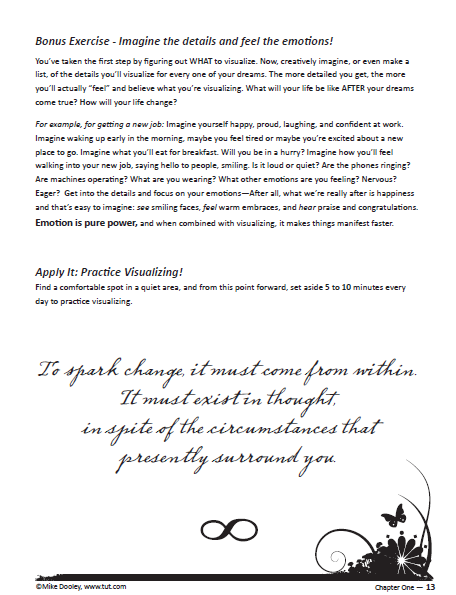 Bonus Exercise - Imagine the details and feel the emotions!
You've taken the first step by figuring out WHAT to visualize. Now, creatively imagine, or even make a
list, of the details you'll visualize for every one of your dreams. The more detailed you get, the more
you'll actually "feel" and believe what you're visualizing. What will your life be like AFTER your dreams
come true? How will your life change?
For example, for getting a new job: Imagine yourself happy, proud, laughing, and confident at work.
Imagine waking up early in the morning, maybe you feel tired or maybe you're excited about a new
place to go. Imagine what you'll eat for breakfast. Will you be in a hurry? Imagine how you'll feel
walking into your new job, saying hello to people, smiling. Is it loud or quiet? Are the phones ringing?
Are machines operating? What are you wearing? What other emotions are you feeling? Nervous?
Eager? Get into the details and focus on your emotions—After all, what we're really after is happiness
and that's easy to imagine: see smiling faces, feel warm embraces, and hear praise and congratulations.
Emotion is pure power, and when combined with visualizing, it makes things manifest faster.
Apply It: Practice Visualizing!
Find a comfortable spot in a quiet area, and from this point forward, set aside 5 to 10 minutes every
day to practice visualizing.
To spark change, it must come from within.
It must exist in thought,
in spite of the circumstances that
presently surround you.
©Mike Dooley, www.tut.com
Chapter One — 13